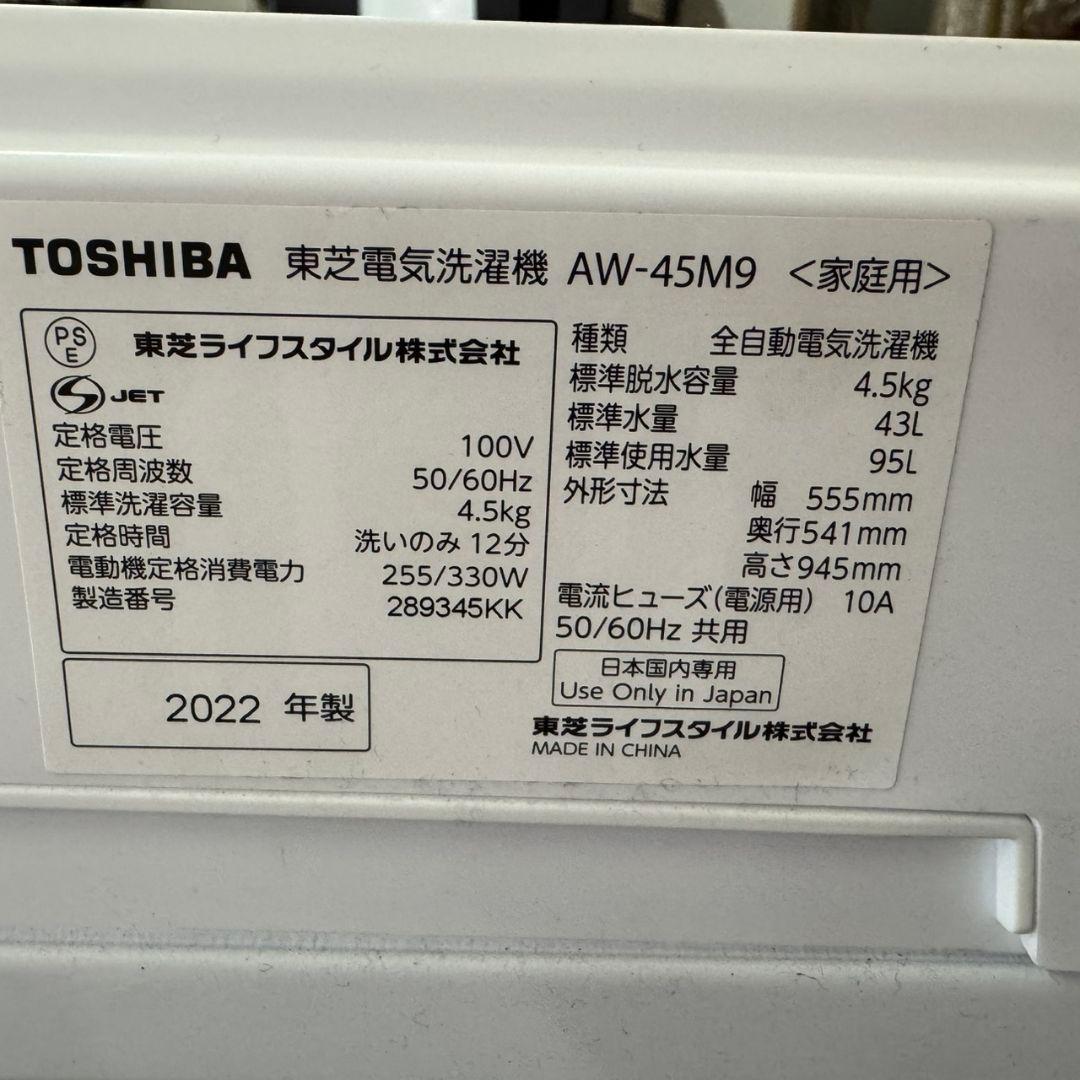 TOSHIBA 東芝電気洗濯機 AW-45M9 <家庭用>
PS
E
東芝ライフスタイル株式会社
S JET
定格電圧 100V
定格周波数 50/60Hz
標準洗濯容量 4.5kg
定格時間 洗いのみ 12分
電動機定格消費電力 255/330W
製造番号 289345KK
2022 年製
種類 全自動電気洗濯機
標準脱水容量 4.5kg
標準水量 43L
標準使用水量 95L
外形寸法 幅 555mm
奥行541mm
高さ945mm
電流ヒューズ(電源用) 10A
50/60Hz 共用
日本国内専用
Use Only in Japan
東芝ライフスタイル株式会社
MADE IN CHINA